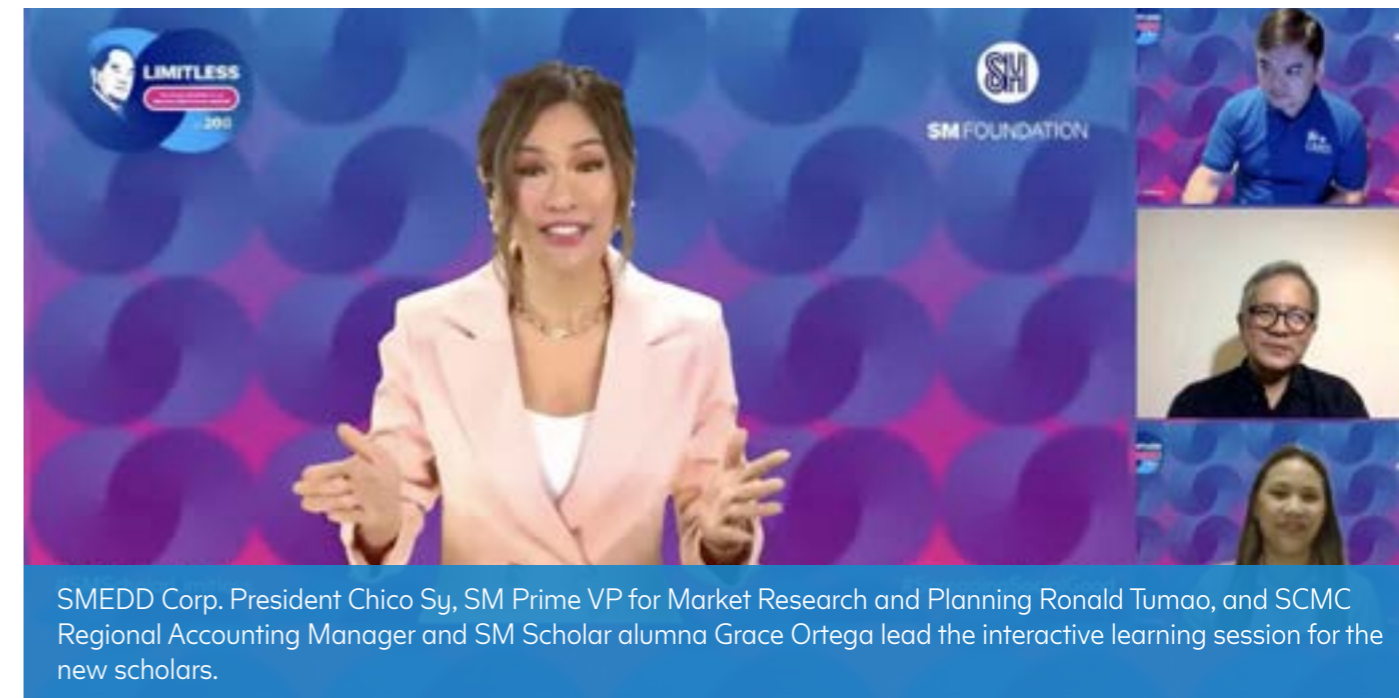 LIMITLESS
200
SM
SM FOUNDATION
SMEDD Corp. President Chico Sy, SM Prime VP for Market Research and Planning Ronald Tumao, and SCMC
Regional Accounting Manager and SM Scholar alumna Grace Ortega lead the interactive learning session for the
new scholars.